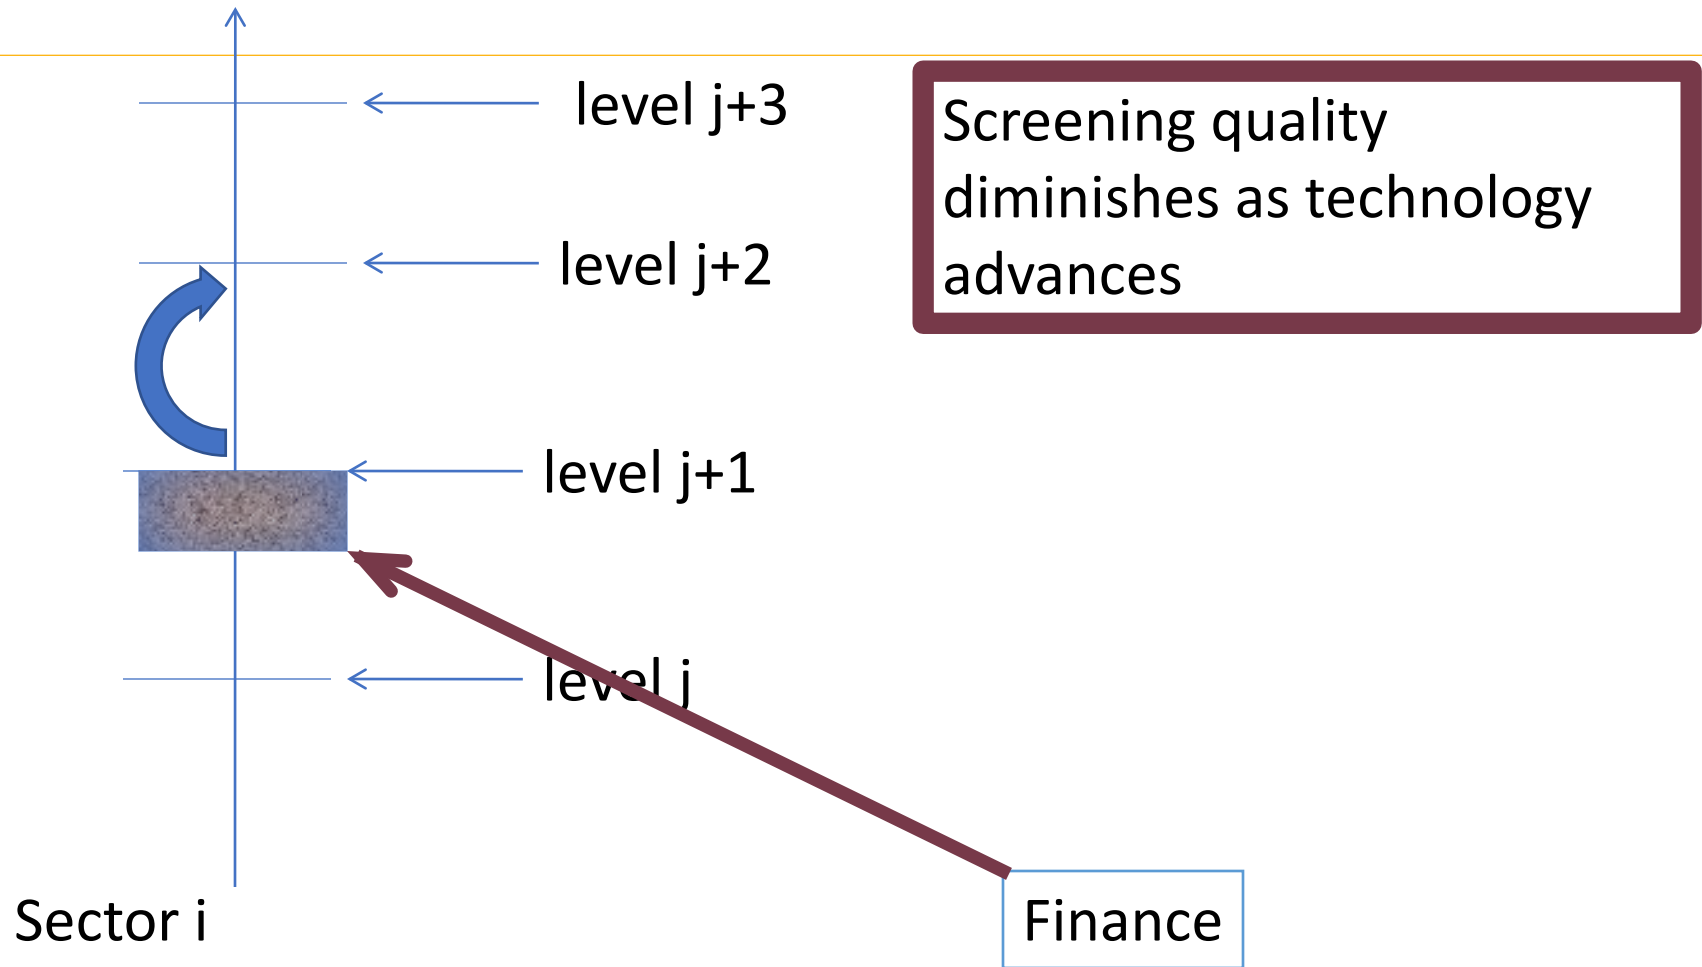 level j+3
Screening quality
diminishes as technology
advances
level j+2
level j+1
level j
Sector i
Finance